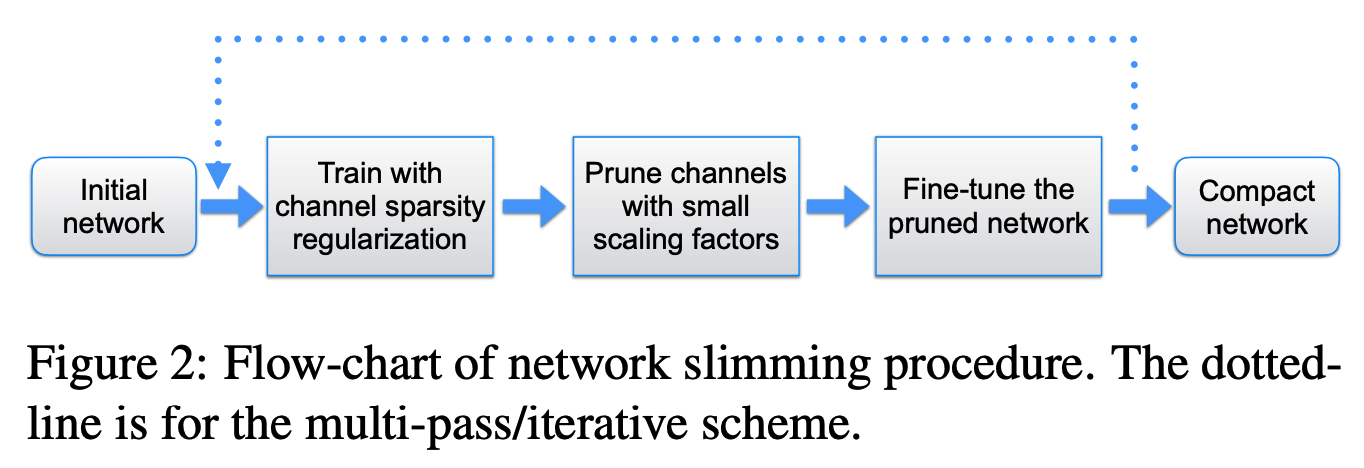 Initial
network
Train with
channel sparsity
regularization
Prune channels
with small
scaling factors
Fine-tune the
pruned network
Compact
network
Figure 2: Flow-chart of network slimming procedure. The dotted-
line is for the multi-pass/iterative scheme.